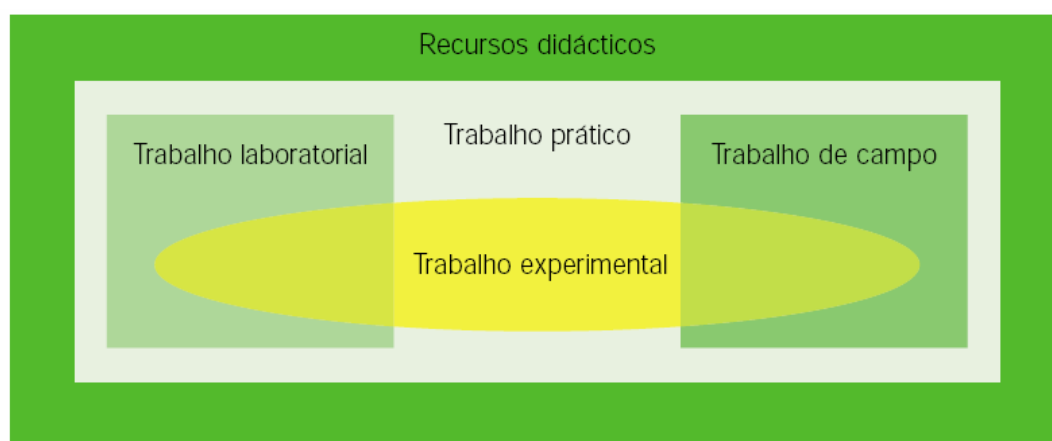 Recursos didácticos
Trabalho prático
Trabalho laboratorial
Trabalho de campo
Trabalho experimental